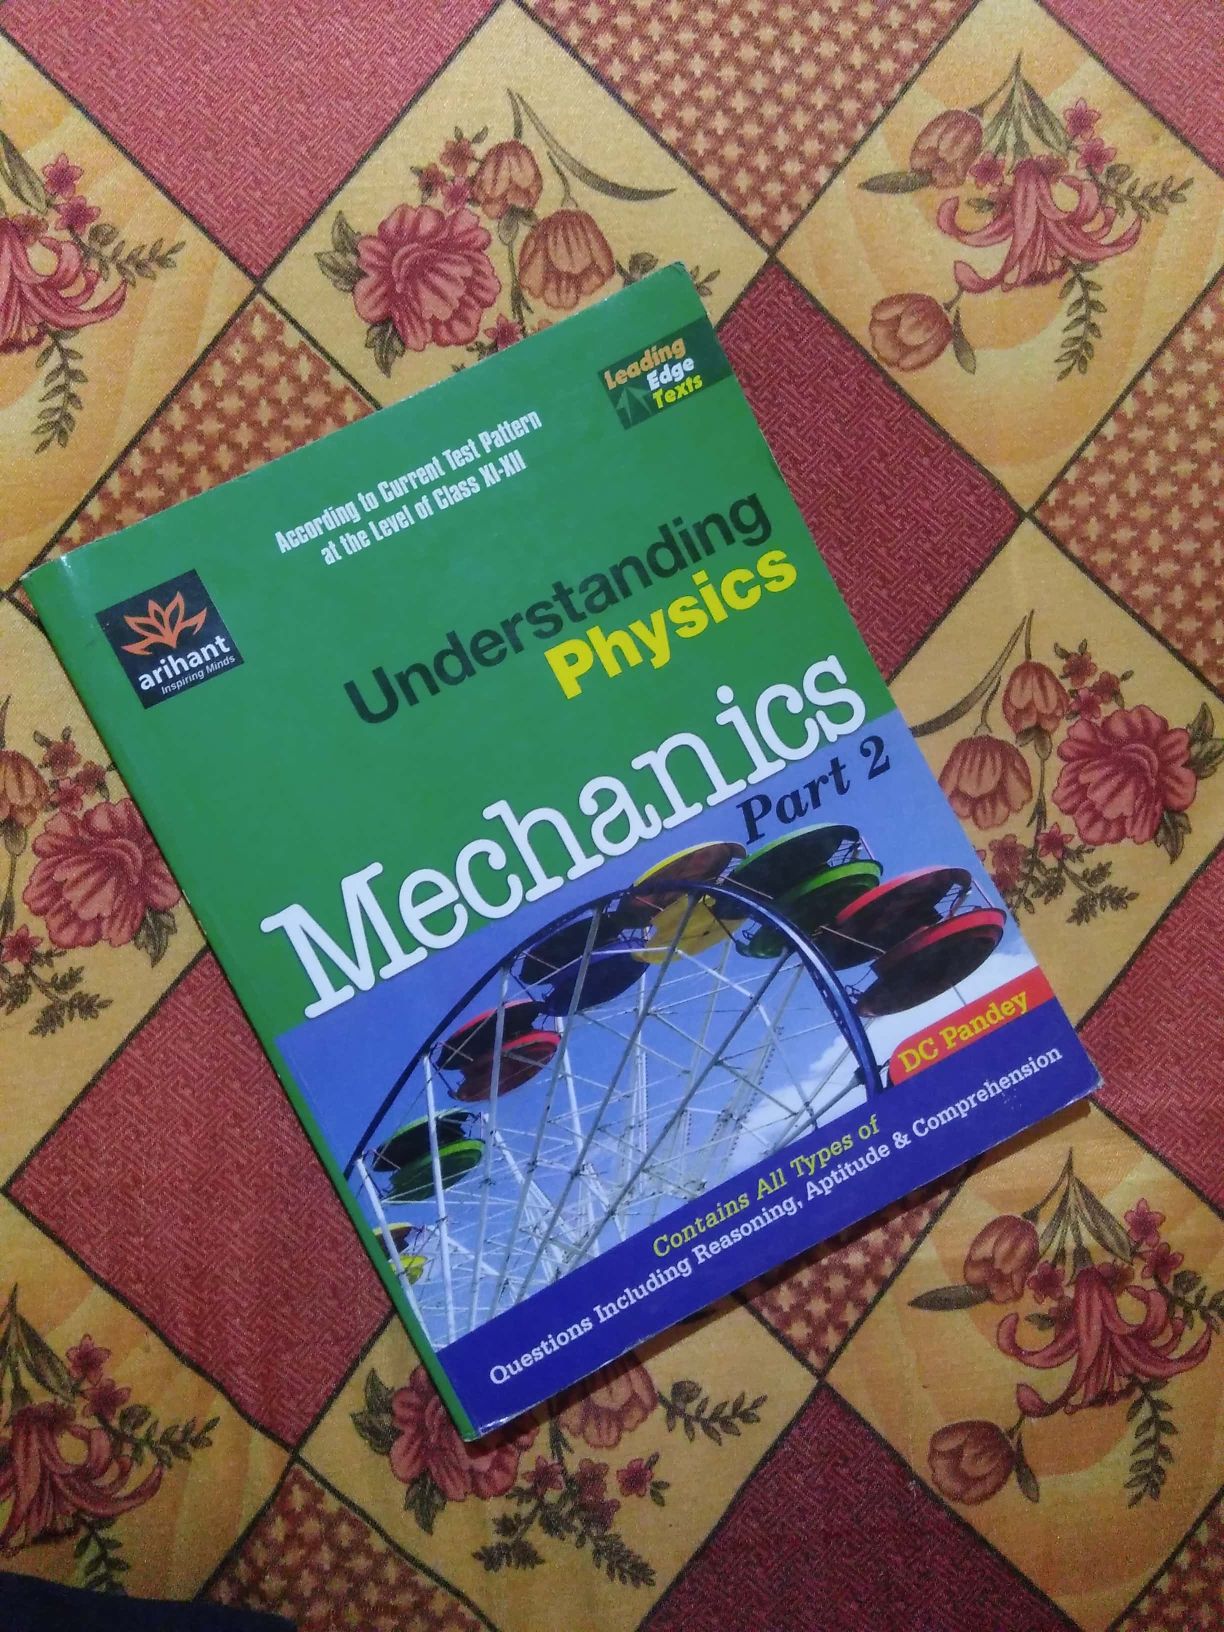 Leading
Edge
Texts
According to Current Test Pattern
at the Level of Class XI-XII
arihant
Inspiring Minds
Understanding
Physics
Mechanics
Part 2
DC Pandey
Contains All Types of
Questions Including Reasoning, Aptitude & Comprehension